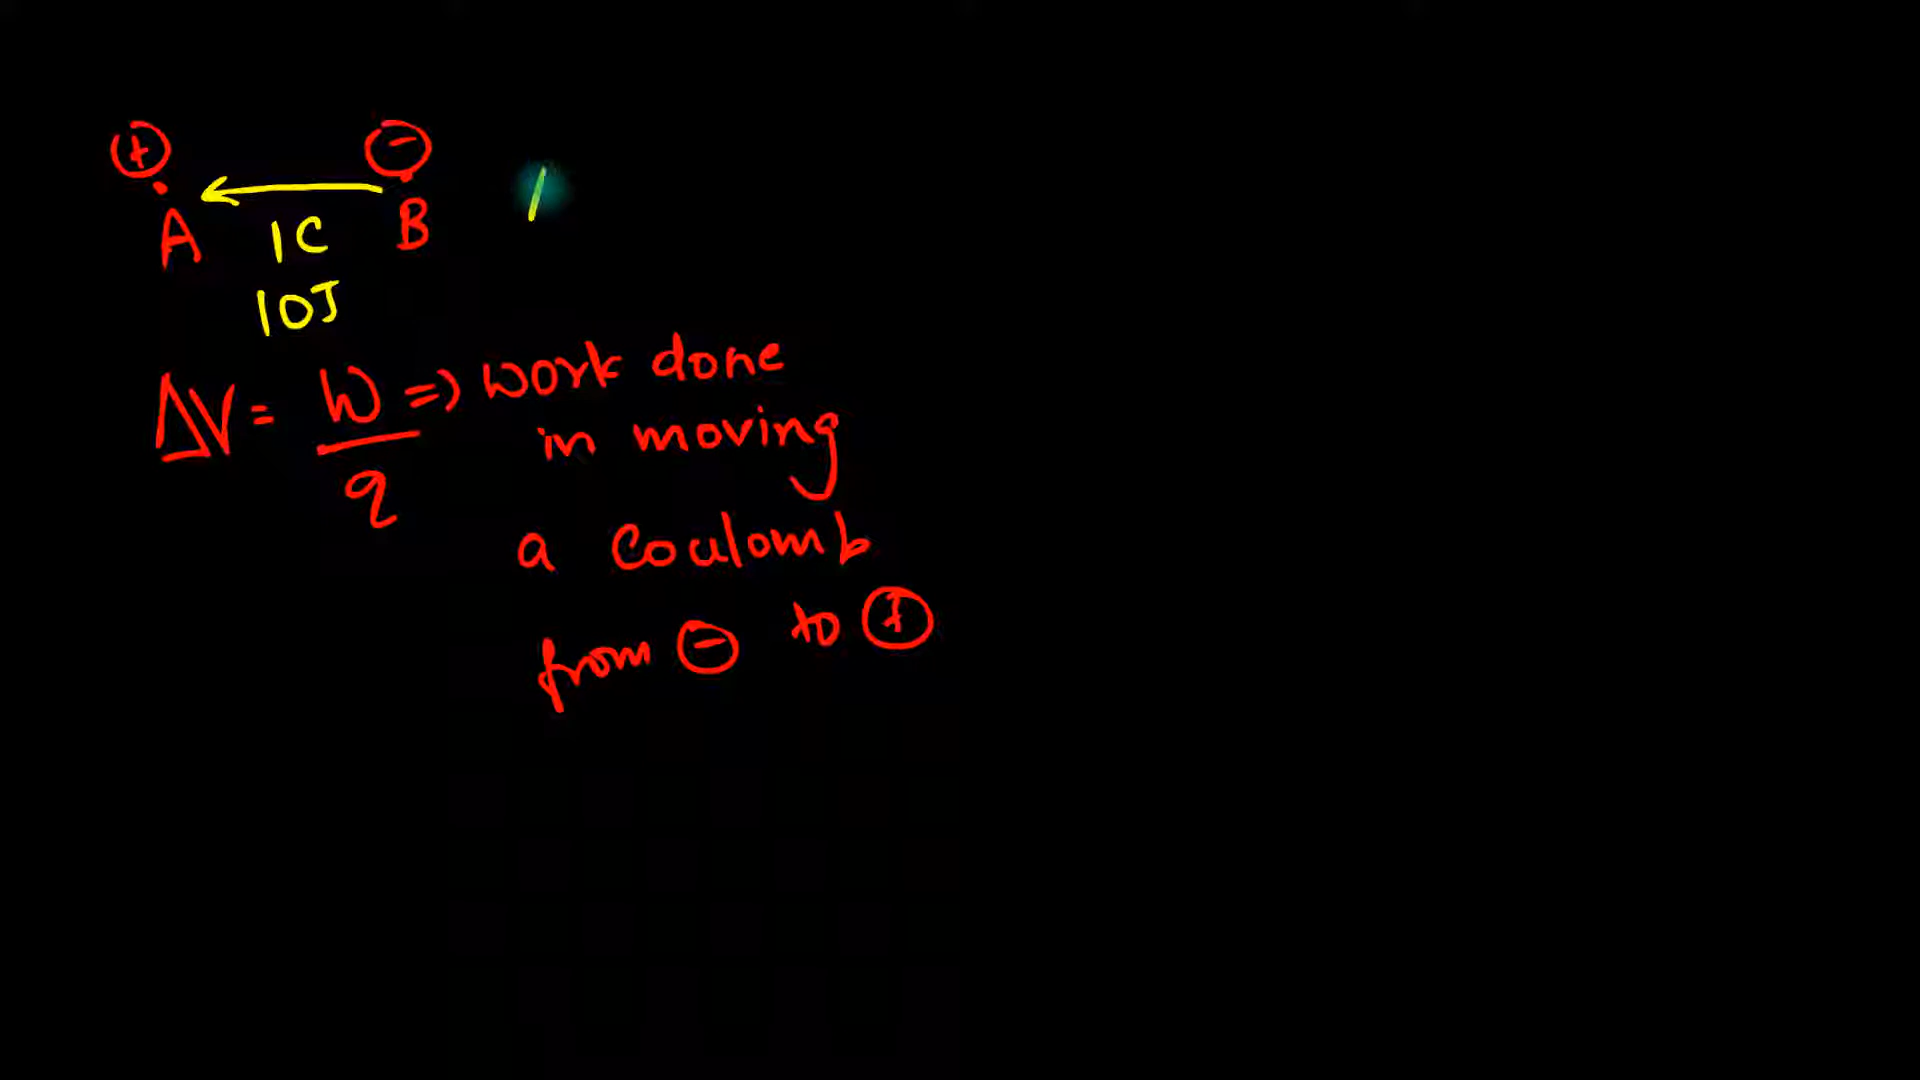 + -
A B
1C
10J
ΔV = W/q => work done
in moving
a coulomb
from - to +